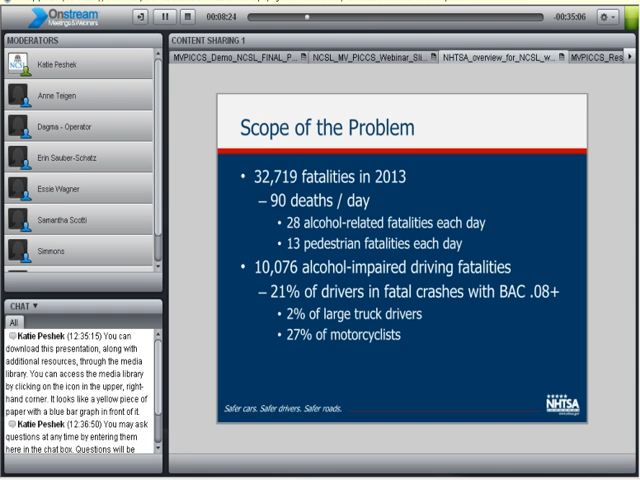 Onstream
Meetings & Webinars
00:08:24
-00:35:06
MODERATORS
Katie Peshek
Anne Teigen
Dagma - Operator
Erin Sauber-Schatz
Essie Wagner
Samantha Scotti
Simmons
CHAT
All
Katie Peshek (12:35:15) You can
download this presentation, along with
additional resources, through the media
library. You can access the media library
by clicking on the icon in the upper, right-
hand corner. It looks like a yellow piece of
paper with a blue bar graph in front of it.
Katie Peshek (12:36:50) You may ask
questions at any time by entering them
here in the chat box. Questions will be
CONTENT SHARING 1
MVPICCS_Demo_NCSL_FINAL_P...
NCSL_MV_PICCS_Webinar_Sli...
NHTSA_overview_for_NCSL_w...
MVPICCS_Res
Scope of the Problem
• 32,719 fatalities in 2013
– 90 deaths / day
• 28 alcohol-related fatalities each day
• 13 pedestrian fatalities each day
• 10,076 alcohol-impaired driving fatalities
– 21% of drivers in fatal crashes with BAC .08+
• 2% of large truck drivers
• 27% of motorcyclists
Safer cars. Safer drivers. Safer roads.
NHTSA